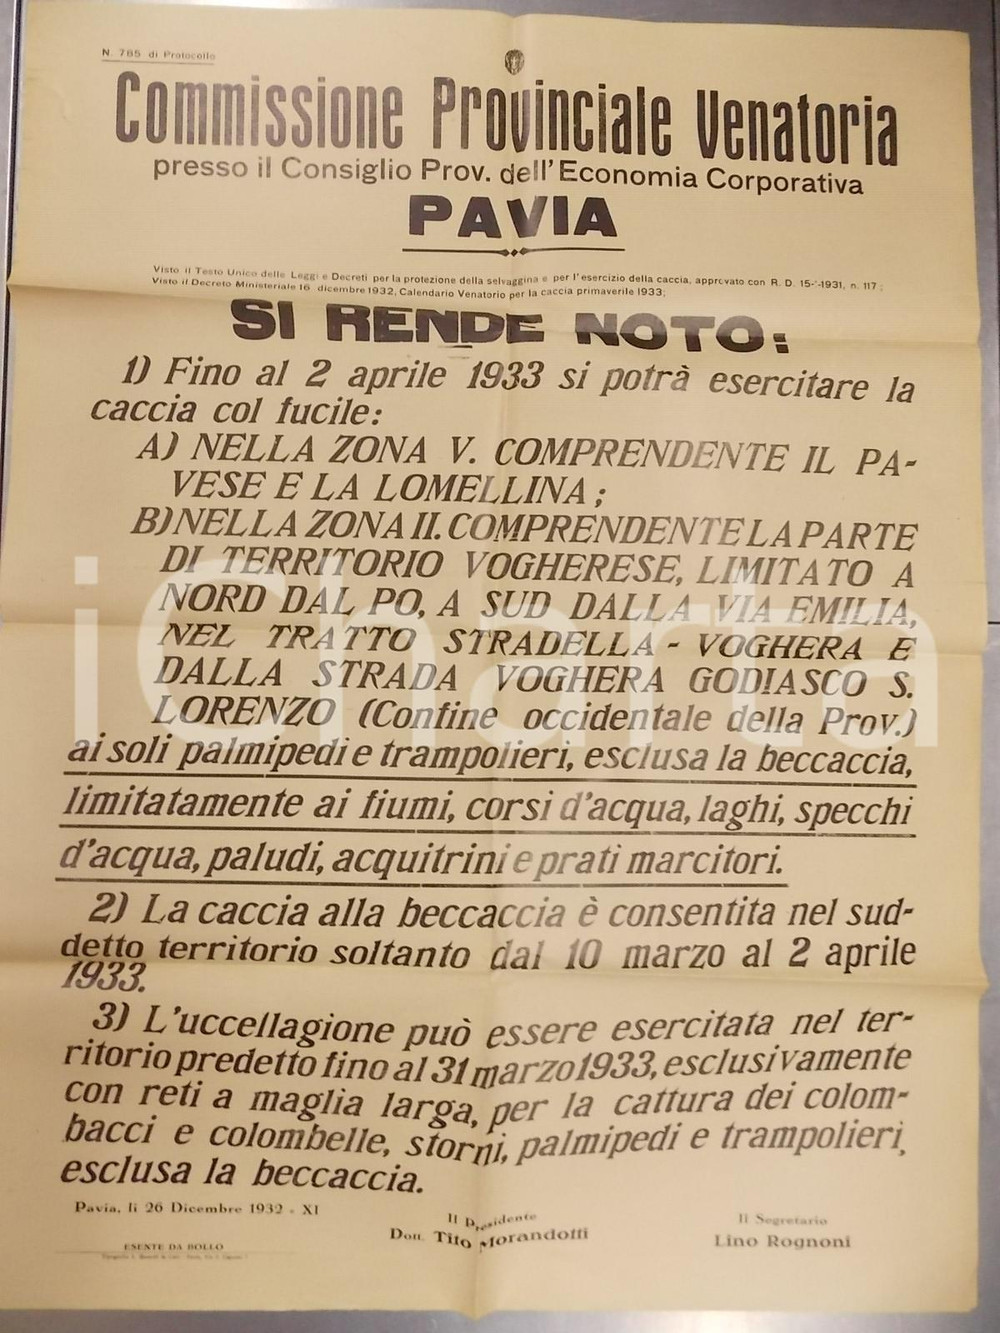 N. 785 di Protocollo
Commissione Provinciale Venatoria
presso il Consiglio Prov. dell'Economia Corporativa
PAVIA
Visto il Testo Unico delle Leggi e Decreti per la protezione della selvaggina e per l'esercizio della caccia, approvato con R. D. 15-1-1931, n. 117;
Visto il Decreto Ministeriale 16 dicembre 1932, Calendario Venatorio per la caccia primaverile 1933;
SI RENDE NOTO:
1) Fino al 2 aprile 1933 si potrà esercitare la
caccia col fucile:
A) NELLA ZONA V. COMPRENDENTE IL PA-
VESE E LA LOMELLINA;
B) NELLA ZONA II. COMPRENDENTE LA PARTE
DI TERRITORIO VOGHERESE, LIMITATO A
NORD DAL PO, A SUD DALLA VIA EMILIA,
NEL TRATTO STRADELLA - VOGHERA E
DALLA STRADA VOGHERA GODIASCO S.
LORENZO (Confine occidentale della Prov.)
ai soli palmipedi e trampolieri, esclusa la beccaccia,
limitatamente ai fiumi, corsi d'acqua, laghi, specchi
d'acqua, paludi, acquitrini e prati marcitori.
2) La caccia alla beccaccia è consentita nel sud-
detto territorio soltanto dal 10 marzo al 2 aprile
1933.
3) L'uccellagione può essere esercitata nel ter-
ritorio predetto fino al 31 marzo 1933, esclusivamente
con reti a maglia larga, per la cattura dei colom-
bacci e colombelle, storni, palmipedi e trampolieri,
esclusa la beccaccia.
Pavia, li 26 Dicembre 1932 - XI
Il Presidente
Dott. Tito Morandotti
Il Segretario
Lino Rognoni
ESENTE DA BOLLO
iCharta